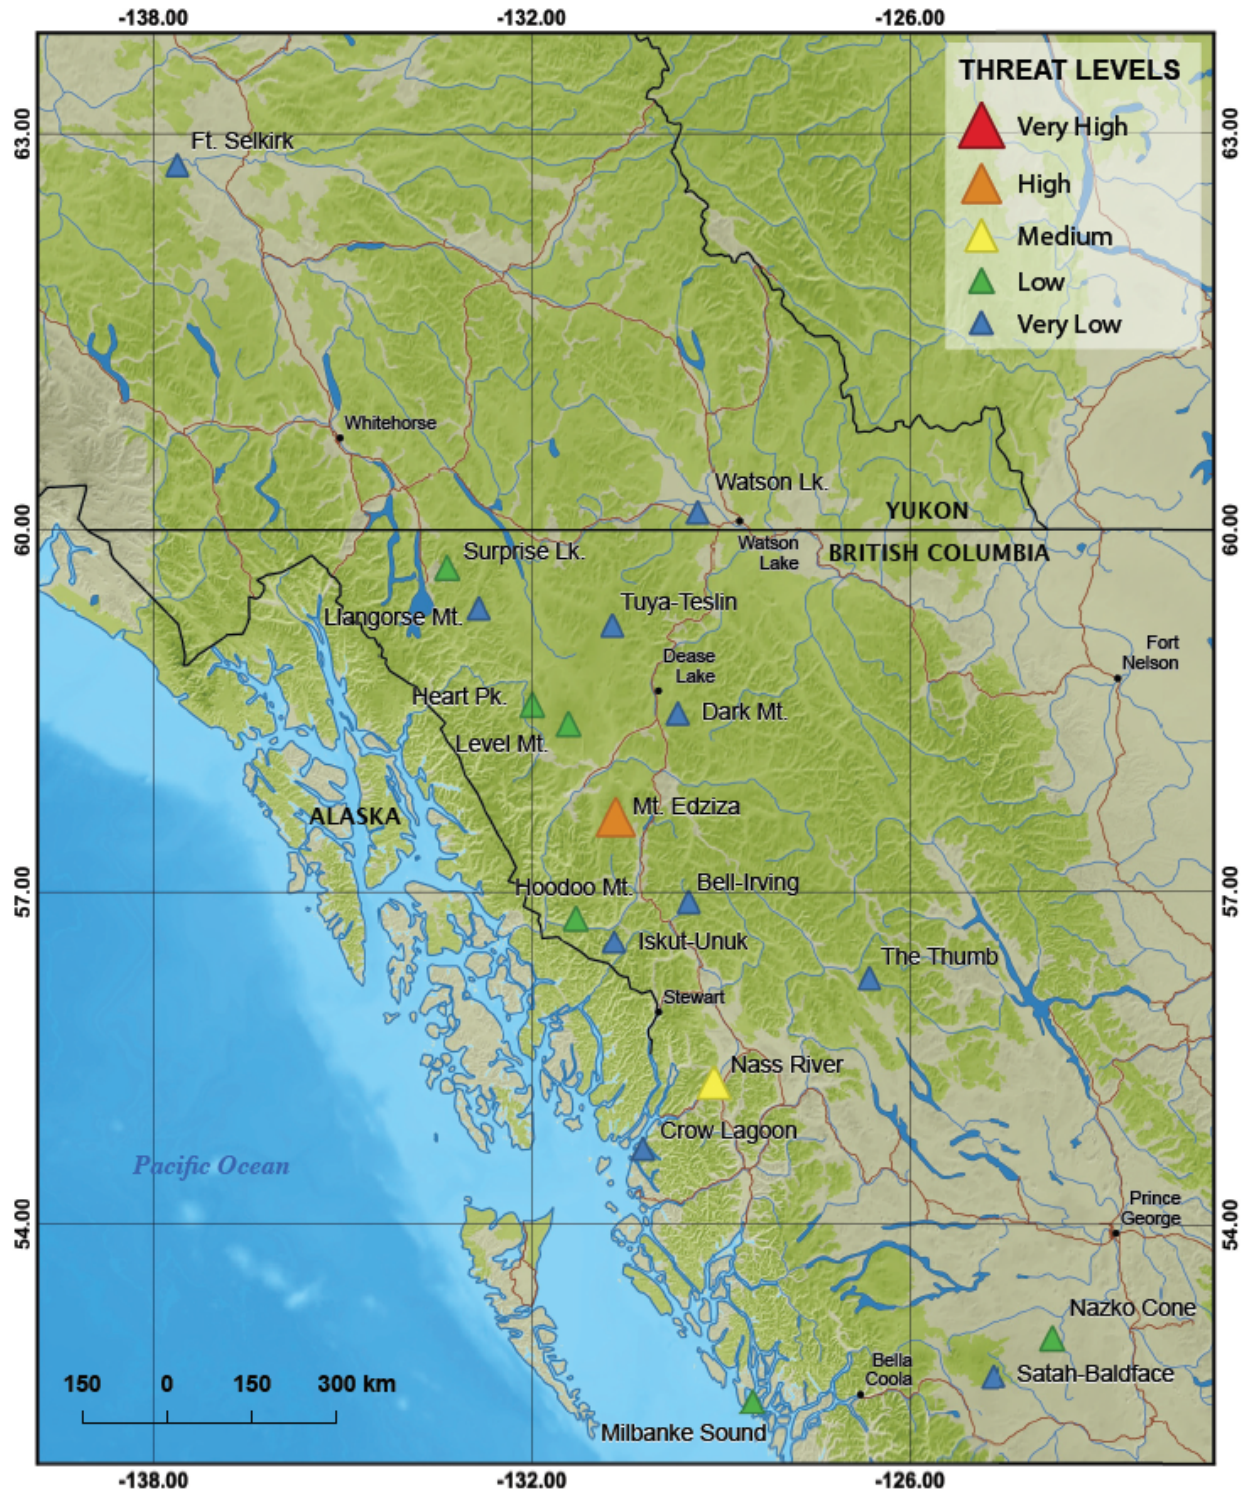 -138.00
-132.00
-126.00
THREAT LEVELS
Very High
High
Medium
Low
Very Low
63.00
63.00
Ft. Selkirk
Whitehorse
Watson Lk.
YUKON
60.00
60.00
Watson
Lake
BRITISH COLUMBIA
Surprise Lk.
Llangorse Mt.
Tuya-Teslin
Fort
Nelson
Dease
Lake
Heart Pk.
Dark Mt.
Level Mt.
ALASKA
Mt. Edziza
Hoodoo Mt.
Bell-Irving
57.00
57.00
Iskut-Unuk
The Thumb
Stewart
Nass River
Crow Lagoon
Pacific Ocean
Prince
George
54.00
54.00
Nazko Cone
Bella
Coola
Satah-Baldface
150
0
150
300 km
Milbanke Sound
-138.00
-132.00
-126.00